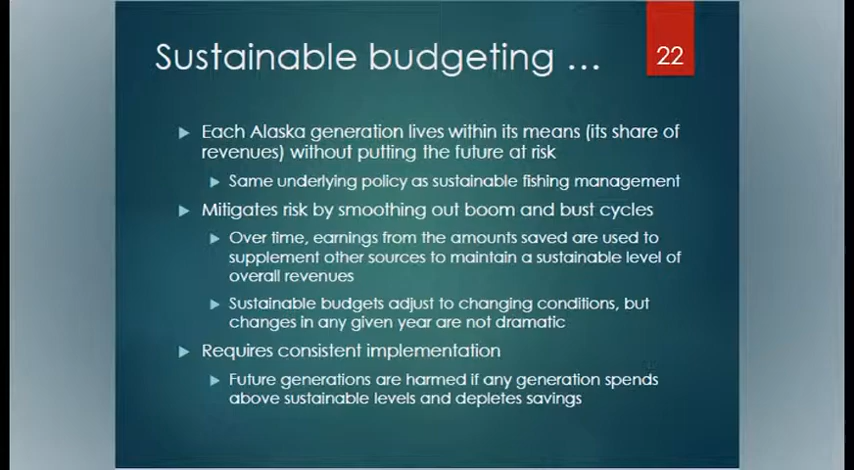 Sustainable budgeting ...
22
Each Alaska generation lives within its means (its share of
revenues) without putting the future at risk
Same underlying policy as sustainable fishing management
Mitigates risk by smoothing out boom and bust cycles
Over time, earnings from the amounts saved are used to
supplement other sources to maintain a sustainable level of
overall revenues
Sustainable budgets adjust to changing conditions, but
changes in any given year are not dramatic
Requires consistent implementation
Future generations are harmed if any generation spends
above sustainable levels and depletes savings